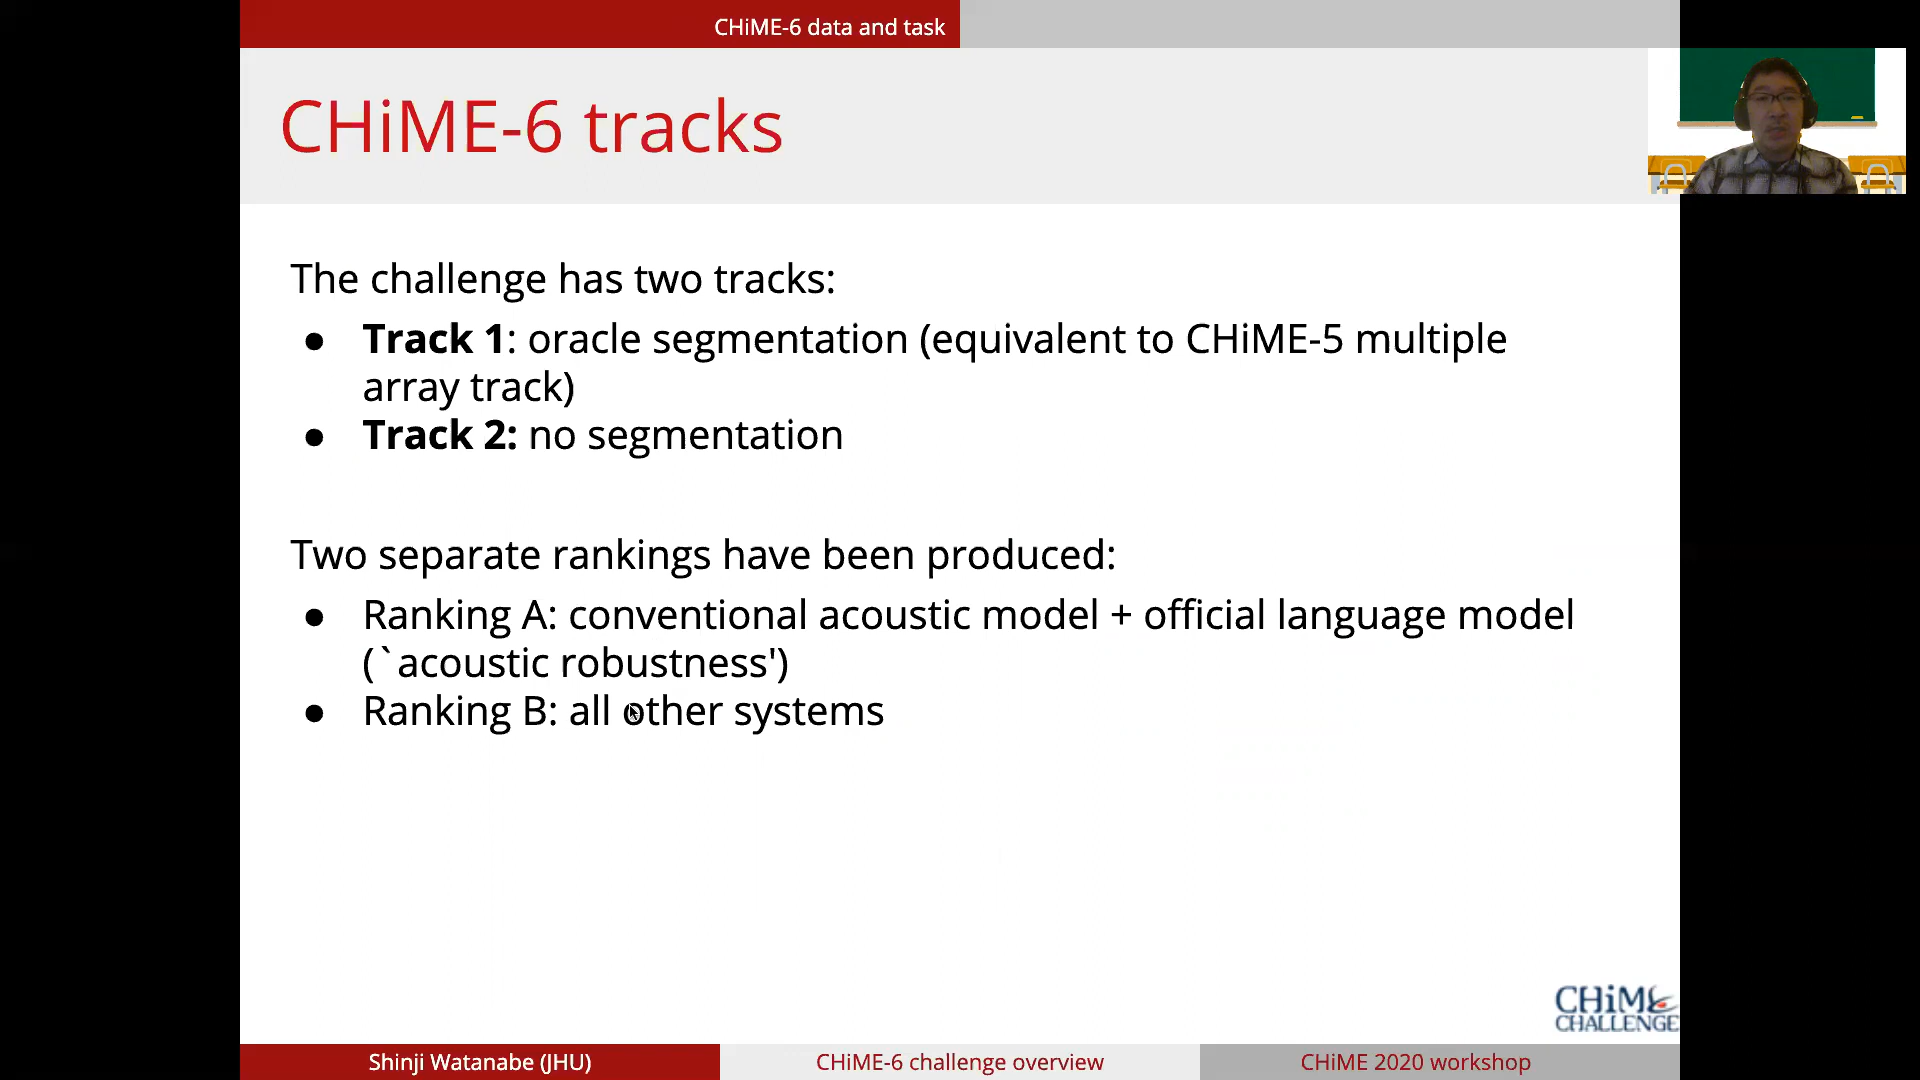 CHiME-6 data and task
CHiME-6 tracks
The challenge has two tracks:
● Track 1: oracle segmentation (equivalent to CHiME-5 multiple
array track)
● Track 2: no segmentation
Two separate rankings have been produced:
● Ranking A: conventional acoustic model + official language model
(`acoustic robustness')
● Ranking B: all other systems
CHiME
CHALLENGE
Shinji Watanabe (JHU)
CHiME-6 challenge overview
CHiME 2020 workshop